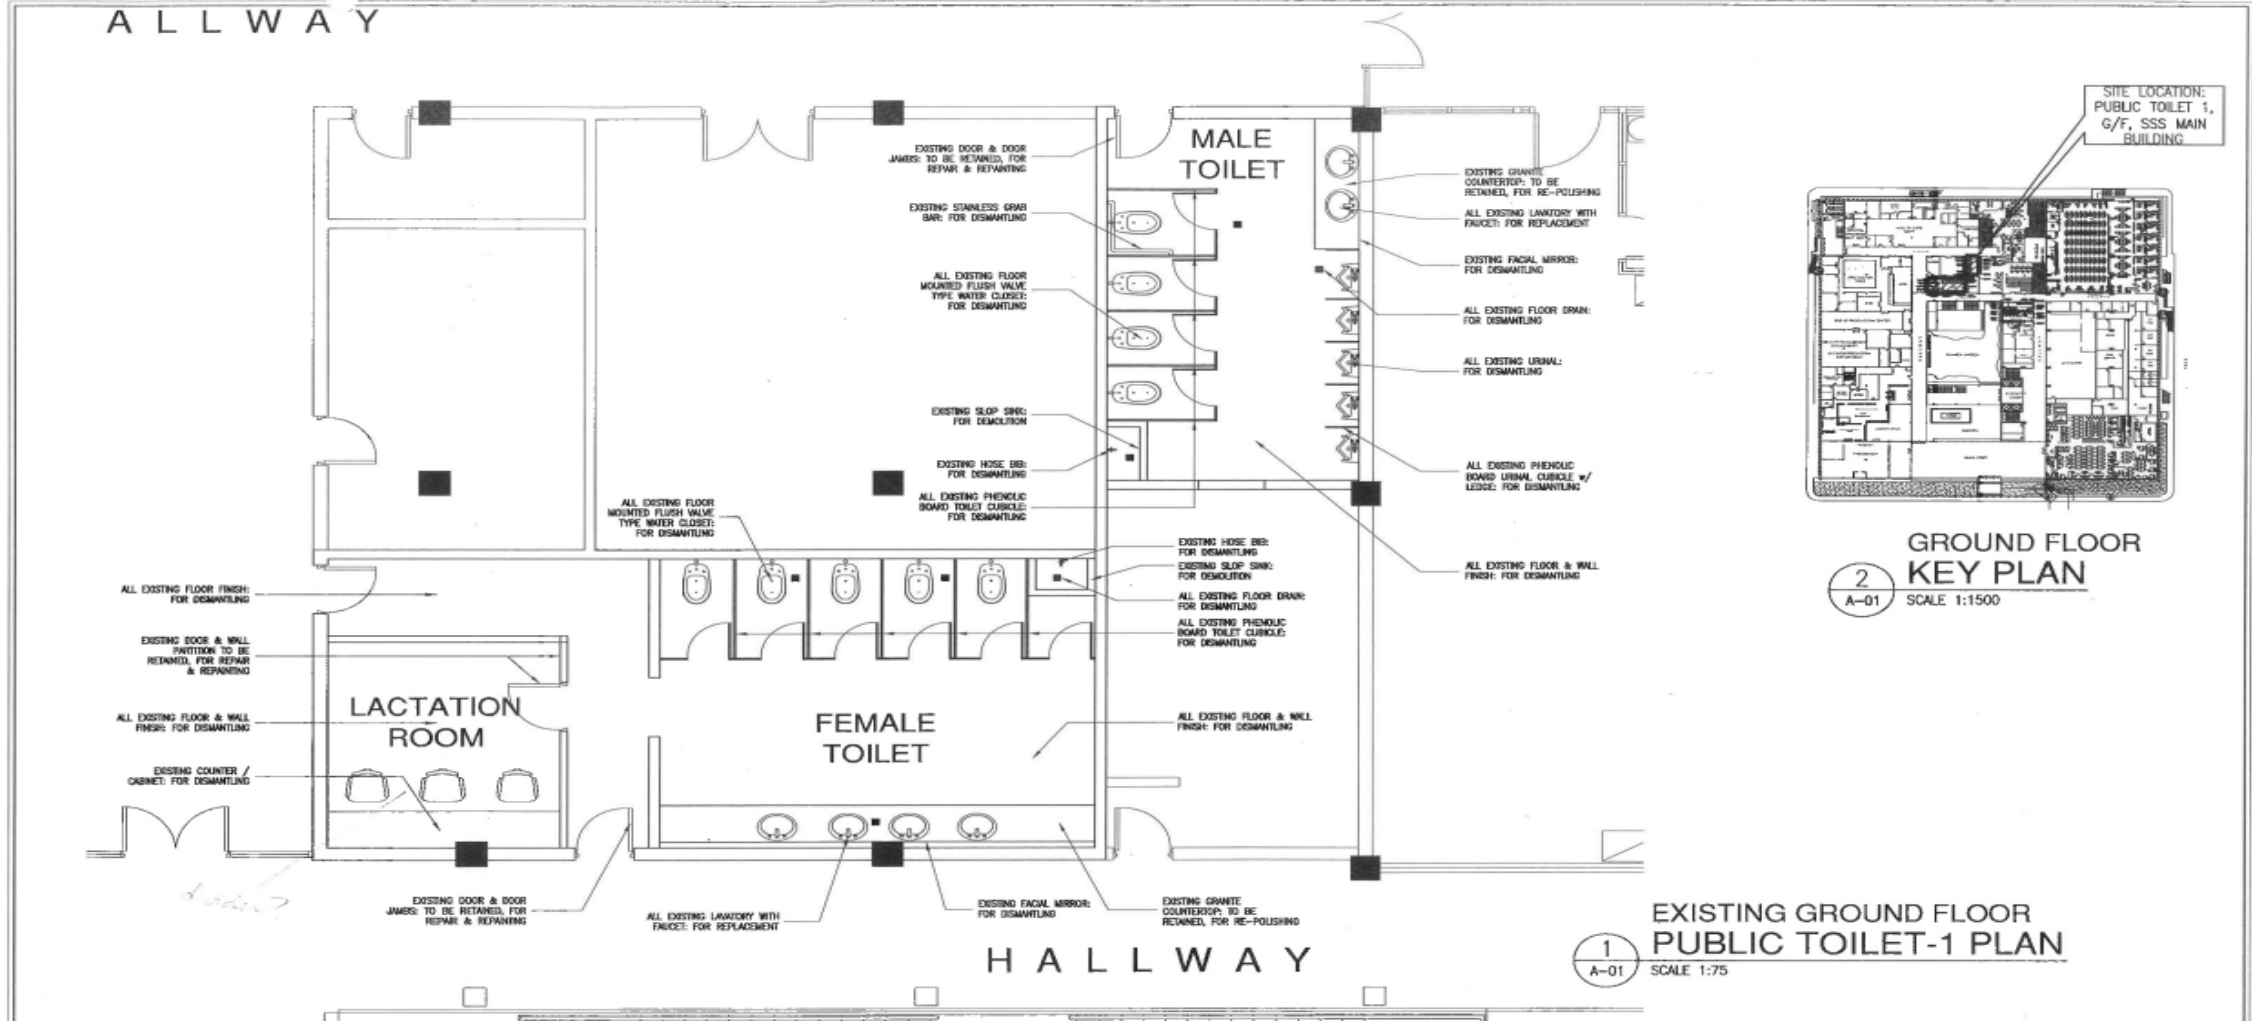 ALLWAY
SITE LOCATION:
PUBLIC TOILET 1,
G/F, SSS MAIN
BUILDING
MALE
TOILET
EXISTING DOOR & DOOR
JAMBS: TO BE RETAINED, FOR
REPAIR & REPAINTING
EXISTING STAINLESS GRAB
BAR: FOR DISMANTLING
ALL EXISTING FLOOR
MOUNTED FLUSH VALVE
TYPE WATER CLOSET:
FOR DISMANTLING
EXISTING SLOP SINK:
FOR DEMOLITION
EXISTING HOSE BIB:
FOR DISMANTLING
ALL EXISTING PHENOLIC
BOARD TOILET CUBICLE:
FOR DISMANTLING
EXISTING GRANITE
COUNTERTOP: TO BE
RETAINED, FOR RE-POLISHING
ALL EXISTING LAVATORY WITH
FAUCET: FOR REPLACEMENT
EXISTING FACIAL MIRROR:
FOR DISMANTLING
ALL EXISTING FLOOR DRAIN:
FOR DISMANTLING
ALL EXISTING URINAL:
FOR DISMANTLING
ALL EXISTING PHENOLIC
BOARD URINAL CUBICLE w/
LEDGE: FOR DISMANTLING
ALL EXISTING FLOOR & WALL
FINISH: FOR DISMANTLING
ALL EXISTING FLOOR
MOUNTED FLUSH VALVE
TYPE WATER CLOSET:
FOR DISMANTLING
EXISTING HOSE BIB:
FOR DISMANTLING
EXISTING SLOP SINK:
FOR DEMOLITION
ALL EXISTING FLOOR DRAIN:
FOR DISMANTLING
ALL EXISTING PHENOLIC
BOARD TOILET CUBICLE:
FOR DISMANTLING
ALL EXISTING FLOOR & WALL
FINISH: FOR DISMANTLING
ALL EXISTING FLOOR FINISH:
FOR DISMANTLING
EXISTING DOOR & WALL
PARTITION TO BE
RETAINED, FOR REPAIR
& REPAINTING
ALL EXISTING FLOOR & WALL
FINISH: FOR DISMANTLING
EXISTING COUNTER /
CABINET: FOR DISMANTLING
LACTATION
ROOM
FEMALE
TOILET
EXISTING DOOR & DOOR
JAMBS: TO BE RETAINED, FOR
REPAIR & REPAINTING
ALL EXISTING LAVATORY WITH
FAUCET: FOR REPLACEMENT
EXISTING FACIAL MIRROR:
FOR DISMANTLING
EXISTING GRANITE
COUNTERTOP: TO BE
RETAINED, FOR RE-POLISHING
HALLWAY
GROUND FLOOR
2 KEY PLAN
A-01 SCALE 1:1500
EXISTING GROUND FLOOR
1 PUBLIC TOILET-1 PLAN
A-01 SCALE 1:75